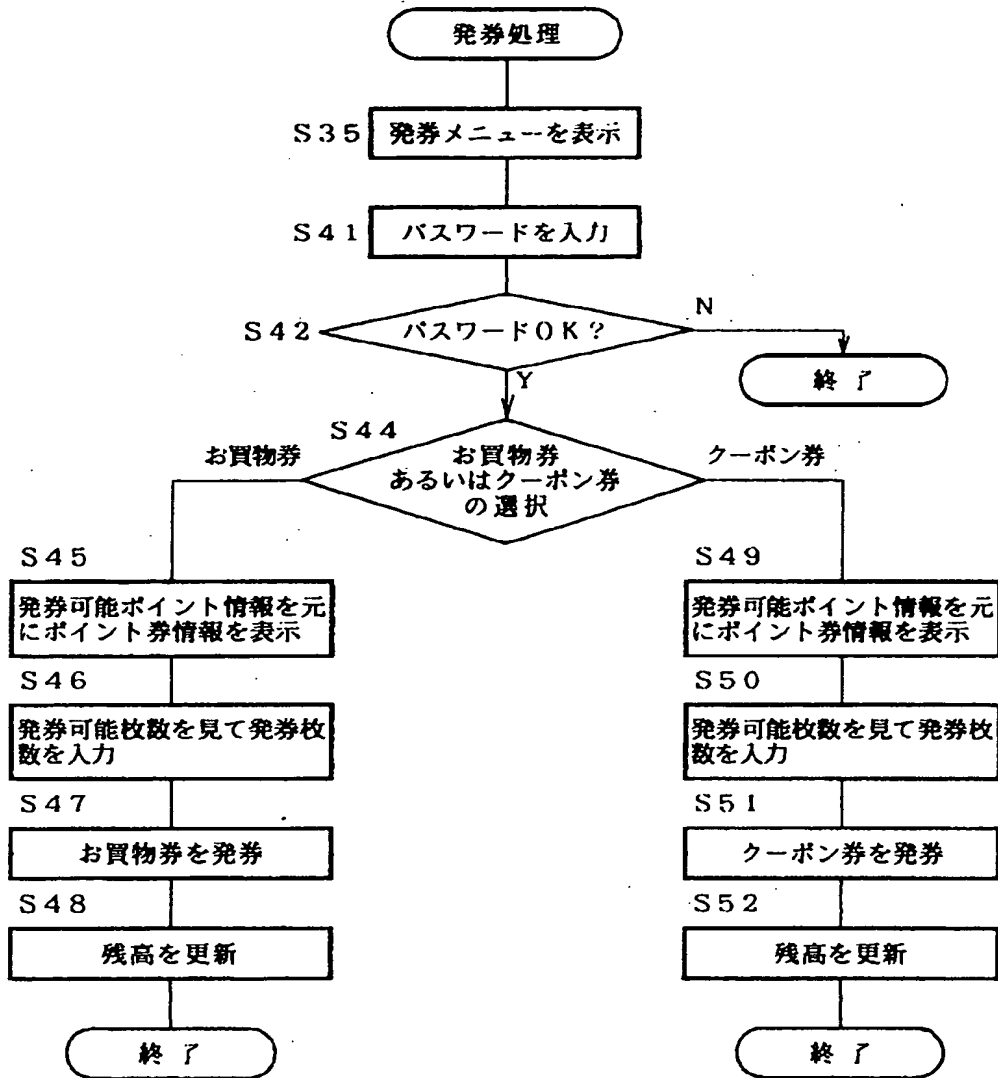 発券処理
S35
発券メニューを表示
S41
パスワードを入力
S42
パスワードOK?
N
終了
Y
S44
お買物券
お買物券
あるいはクーポン券
の選択
クーポン券
S45
発券可能ポイント情報を元
にポイント券情報を表示
S46
発券可能枚数を見て発券枚
数を入力
S47
お買物券を発券
S48
残高を更新
終了
S49
発券可能ポイント情報を元
にポイント券情報を表示
S50
発券可能枚数を見て発券枚
数を入力
S51
クーポン券を発券
S52
残高を更新
終了